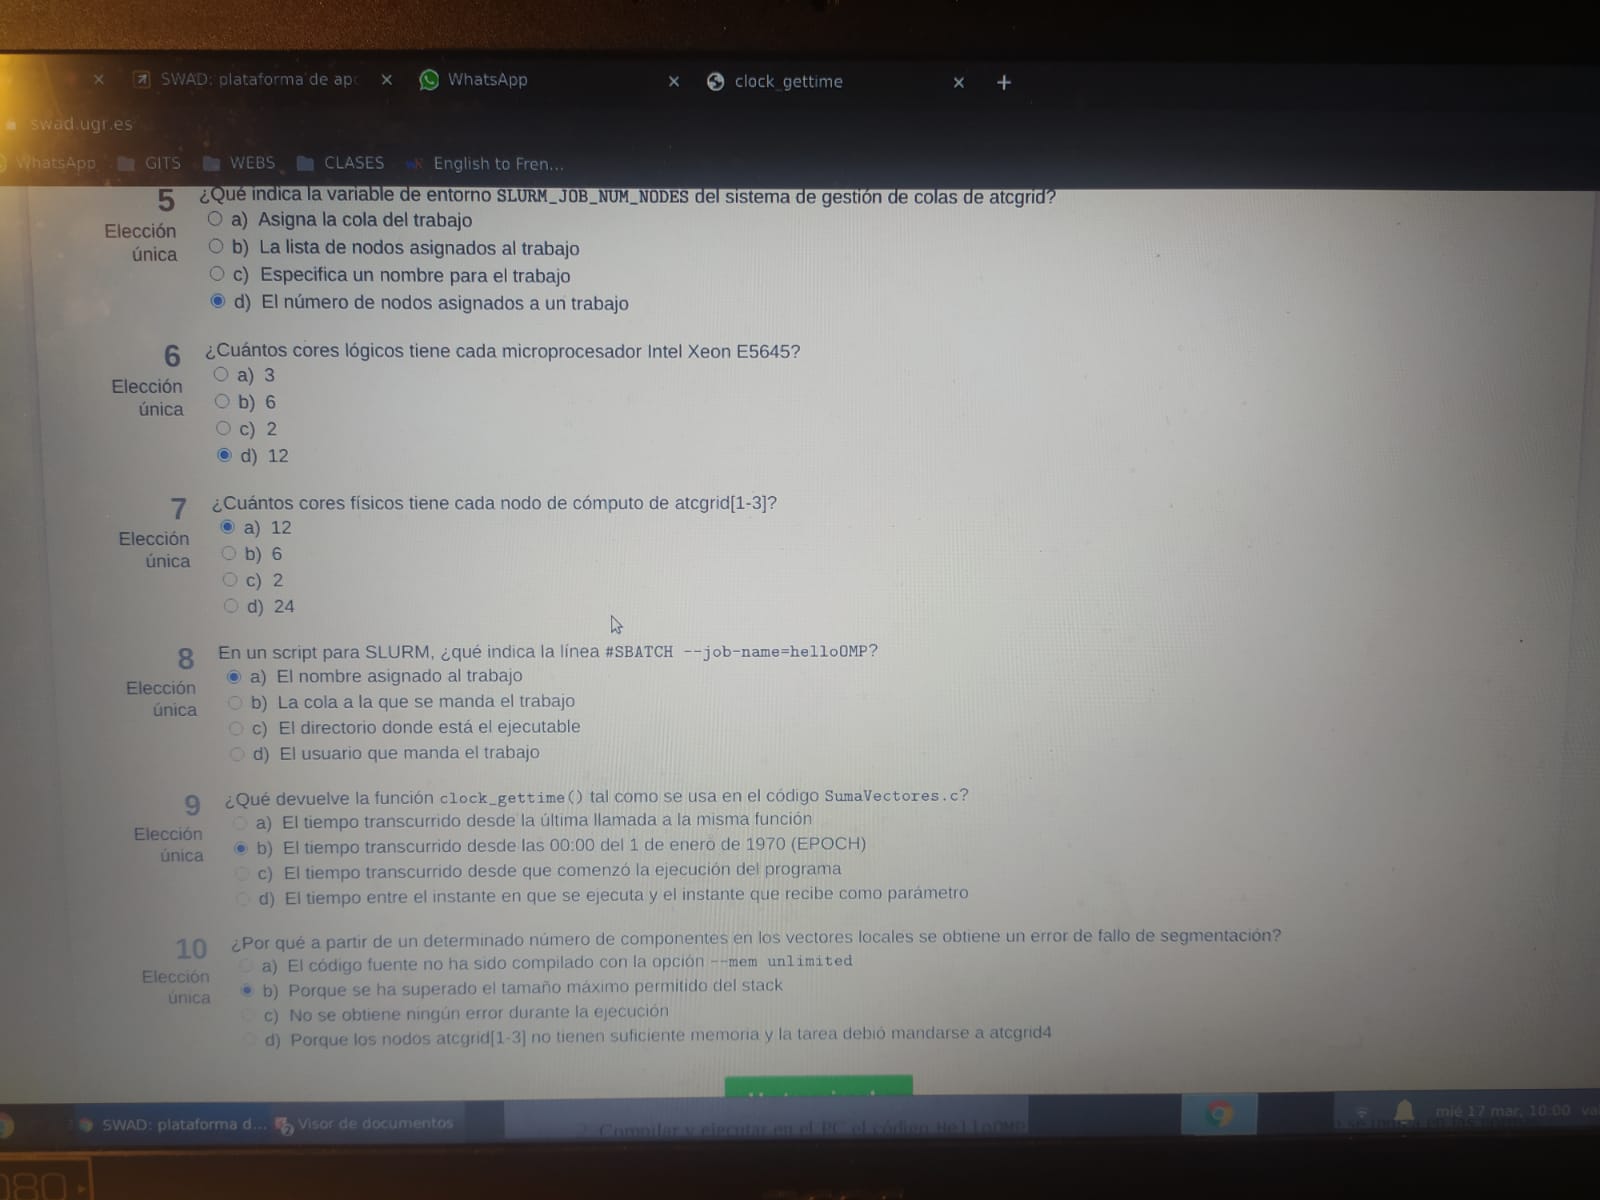 SWAD: plataforma de apo
WhatsApp
clock_gettime
swad.ugr.es
WhatsApp
GITS
WEBS
CLASES
English to Fren...
5
Elección
única
¿Qué indica la variable de entorno SLURM_JOB_NUM_NODES del sistema de gestión de colas de atcgrid?
a) Asigna la cola del trabajo
b) La lista de nodos asignados al trabajo
c) Especifica un nombre para el trabajo
d) El número de nodos asignados a un trabajo
6
Elección
única
¿Cuántos cores lógicos tiene cada microprocesador Intel Xeon E5645?
a) 3
b) 6
c) 2
d) 12
7
Elección
única
¿Cuántos cores físicos tiene cada nodo de cómputo de atcgrid[1-3]?
a) 12
b) 6
c) 2
d) 24
8
Elección
única
En un script para SLURM, ¿qué indica la línea #SBATCH --job-name=helloOMP?
a) El nombre asignado al trabajo
b) La cola a la que se manda el trabajo
c) El directorio donde está el ejecutable
d) El usuario que manda el trabajo
9
Elección
única
¿Qué devuelve la función clock_gettime() tal como se usa en el código SumaVectores.c?
a) El tiempo transcurrido desde la última llamada a la misma función
b) El tiempo transcurrido desde las 00:00 del 1 de enero de 1970 (EPOCH)
c) El tiempo transcurrido desde que comenzó la ejecución del programa
d) El tiempo entre el instante en que se ejecuta y el instante que recibe como parámetro
10
Elección
única
¿Por qué a partir de un determinado número de componentes en los vectores locales se obtiene un error de fallo de segmentación?
a) El código fuente no ha sido compilado con la opción --mem unlimited
b) Porque se ha superado el tamaño máximo permitido del stack
c) No se obtiene ningún error durante la ejecución
d) Porque los nodos atcgrid[1-3] no tienen suficiente memoria y la tarea debió mandarse a atcgrid4
SWAD: plataforma d...
Visor de documentos
Compilar y ejecutar en el PC el código HelloOMP
mié 17 mar, 10:00